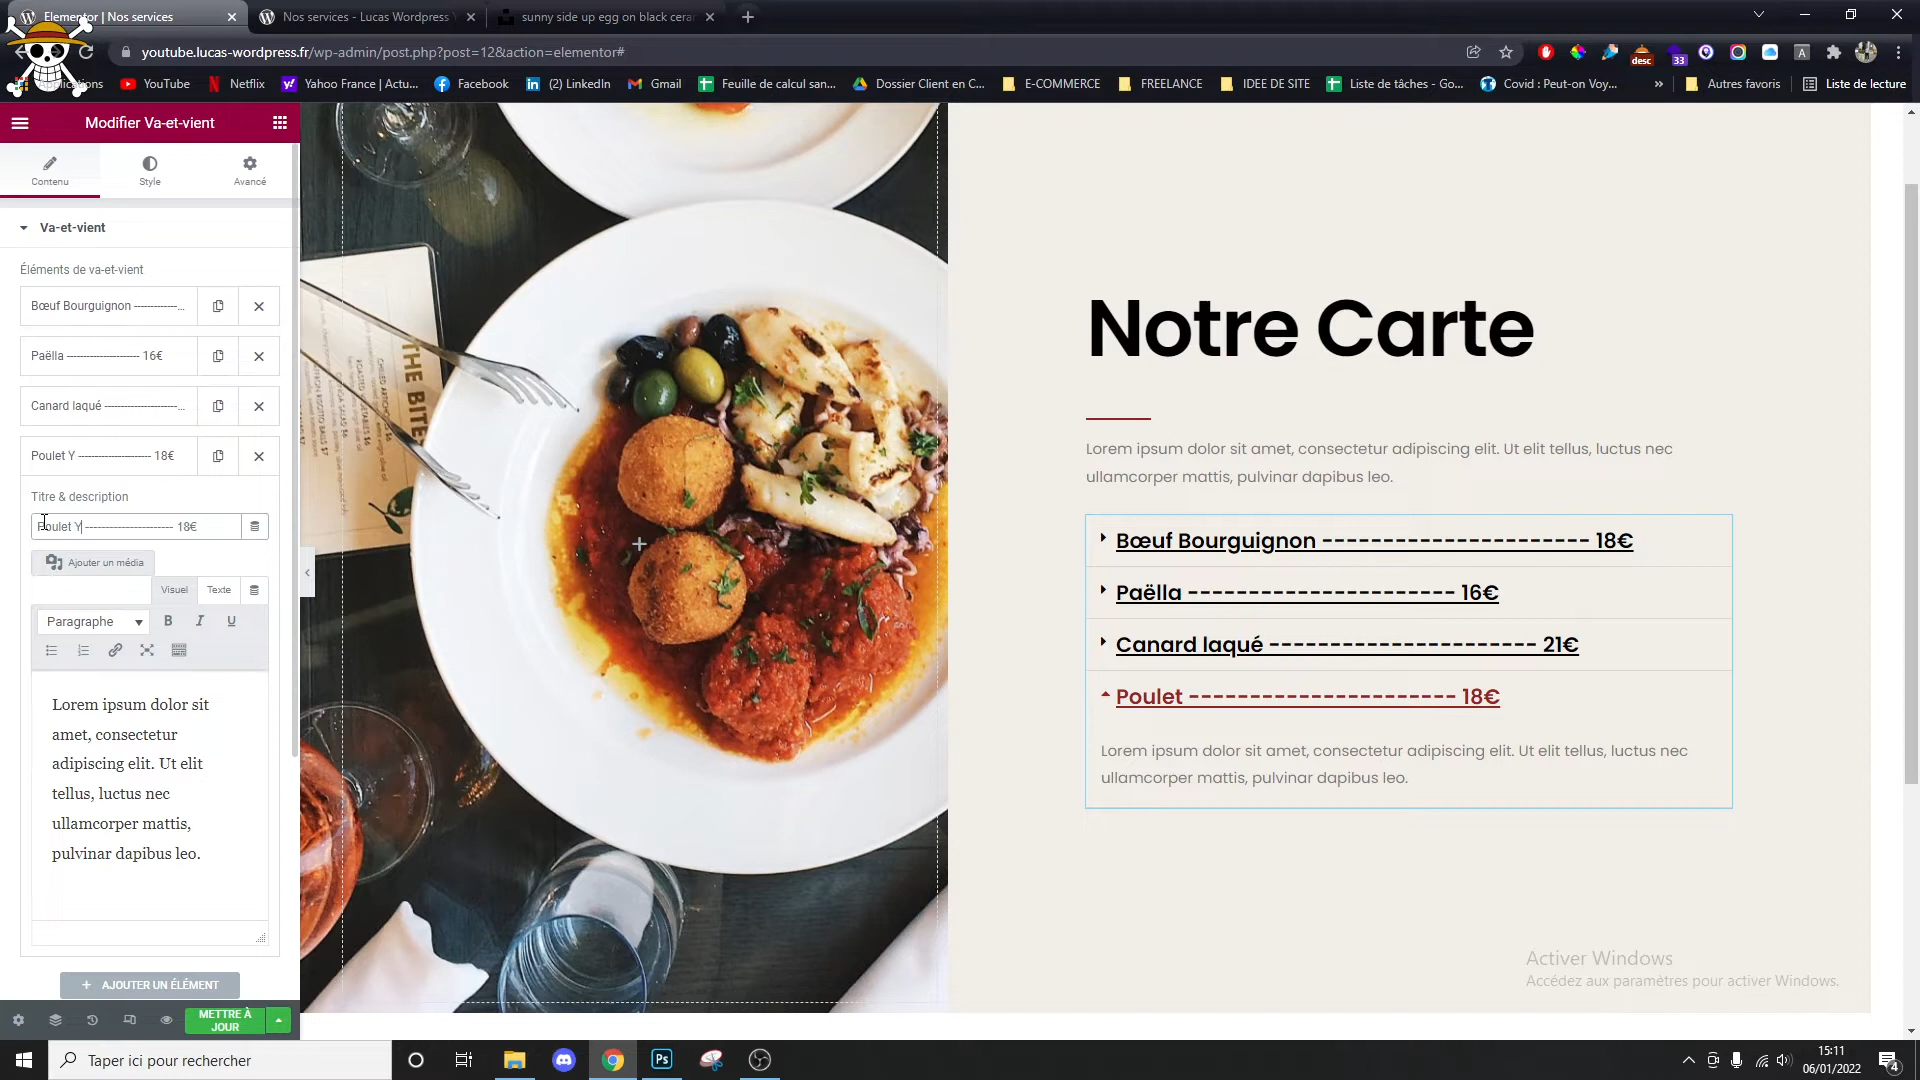 Elementor | Nos services
Nos services - Lucas Wordpress Y
sunny side up egg on black cerar
youtube.lucas-wordpress.fr/wp-admin/post.php?post=12&action=elementor#
desc
33
A
Applications
YouTube
Netflix
Yahoo France | Actu...
Facebook
(2) LinkedIn
Gmail
Feuille de calcul san...
Dossier Client en C...
E-COMMERCE
FREELANCE
IDEE DE SITE
Liste de tâches - Go...
Covid : Peut-on Voy...
»
Autres favoris
Liste de lecture
Modifier Va-et-vient
Contenu
Style
Avancé
Va-et-vient
Éléments de va-et-vient
Bœuf Bourguignon -------------...
Paëlla ---------------------- 16€
Canard laqué ----------------------...
Poulet Y ---------------------- 18€
Titre & description
Poulet Y ---------------------- 18€
Ajouter un média
Visuel
Texte
Paragraphe
B I U
Lorem ipsum dolor sit
amet, consectetur
adipiscing elit. Ut elit
tellus, luctus nec
ullamcorper mattis,
pulvinar dapibus leo.
+ AJOUTER UN ÉLÉMENT
METTRE À
JOUR
THE BITE
Notre Carte
Lorem ipsum dolor sit amet, consectetur adipiscing elit. Ut elit tellus, luctus nec
ullamcorper mattis, pulvinar dapibus leo.
Bœuf Bourguignon ---------------------- 18€
Paëlla ---------------------- 16€
Canard laqué ---------------------- 21€
Poulet ---------------------- 18€
Lorem ipsum dolor sit amet, consectetur adipiscing elit. Ut elit tellus, luctus nec
ullamcorper mattis, pulvinar dapibus leo.
Activer Windows
Accédez aux paramètres pour activer Windows.
Taper ici pour rechercher
Ps
15:11
06/01/2022
4